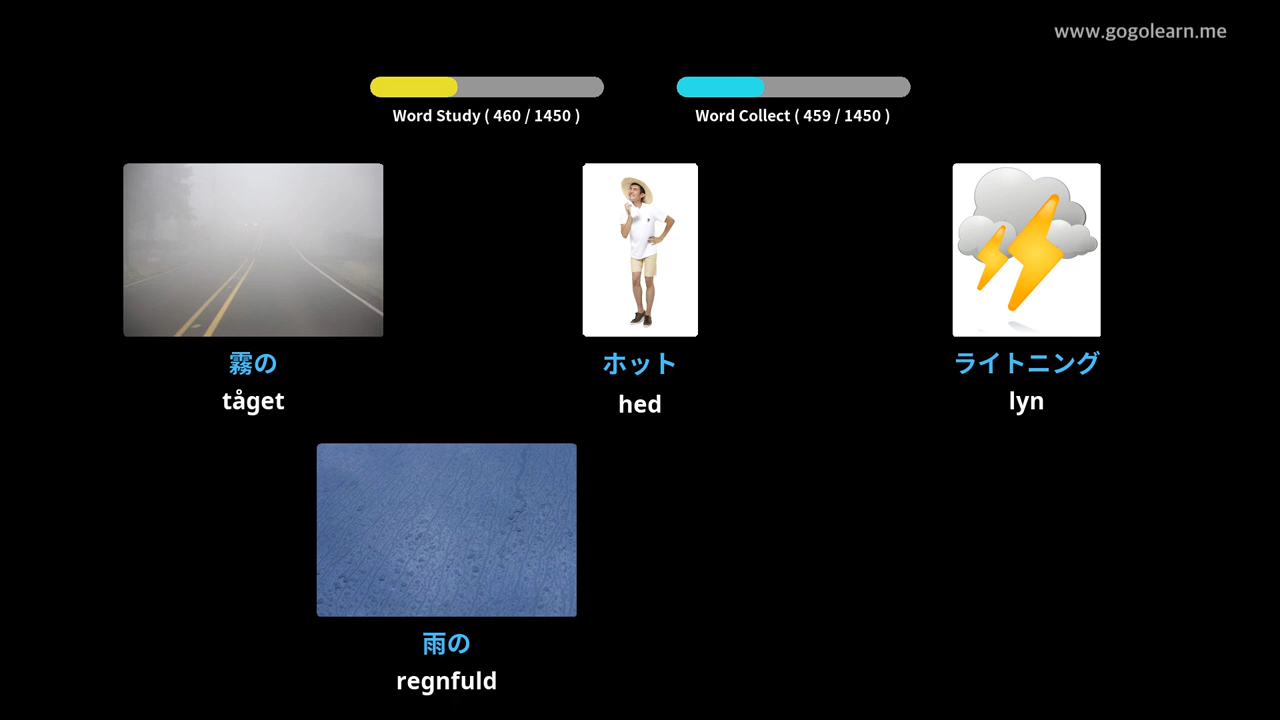 www.gogolearn.me
Word Study ( 460 / 1450 )
Word Collect ( 459 / 1450 )
霧の
tåget
ホット
hed
ライトニング
lyn
雨の
regnfuld